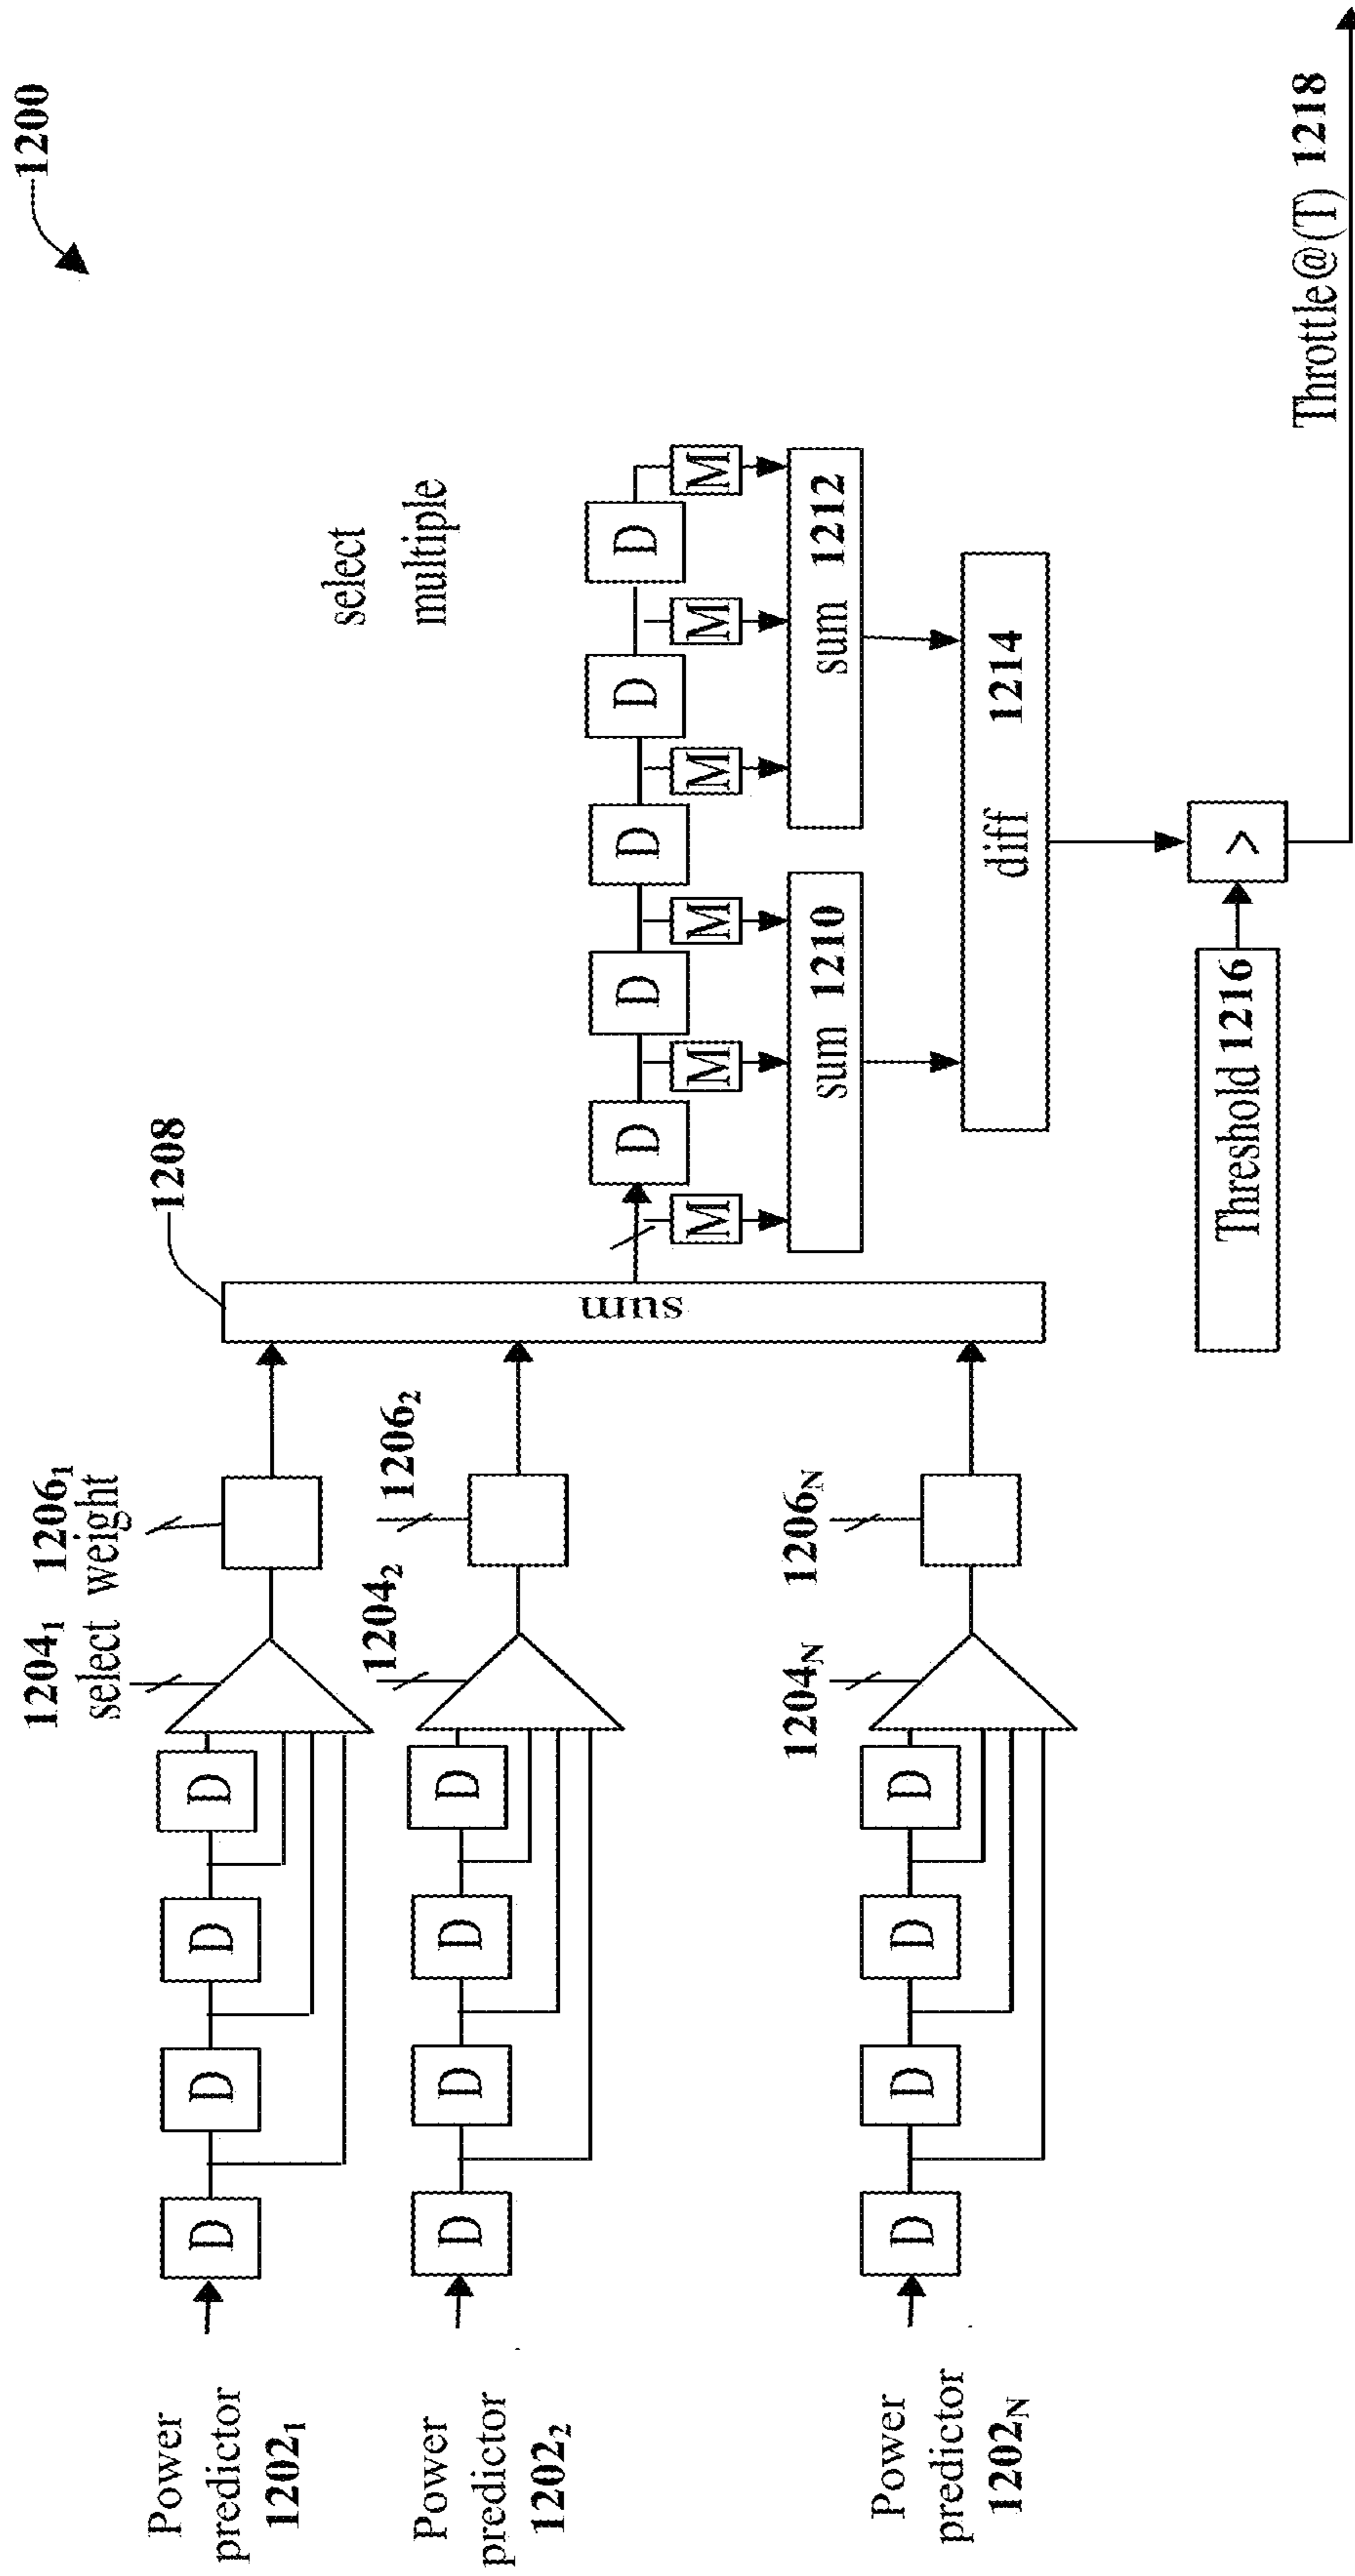 1200
1204₁ 1206₁
select weight
1208
select
multiple
Power
predictor
1202₁
D D D D
1204₂ 1206₂
Power
predictor
1202₂
D D D D
sum
D D D D D
M M M M M M
sum 1210
sum 1212
1204N 1206N
Power
predictor
1202N
D D D D
diff 1214
Threshold 1216
>
Throttle@(T) 1218